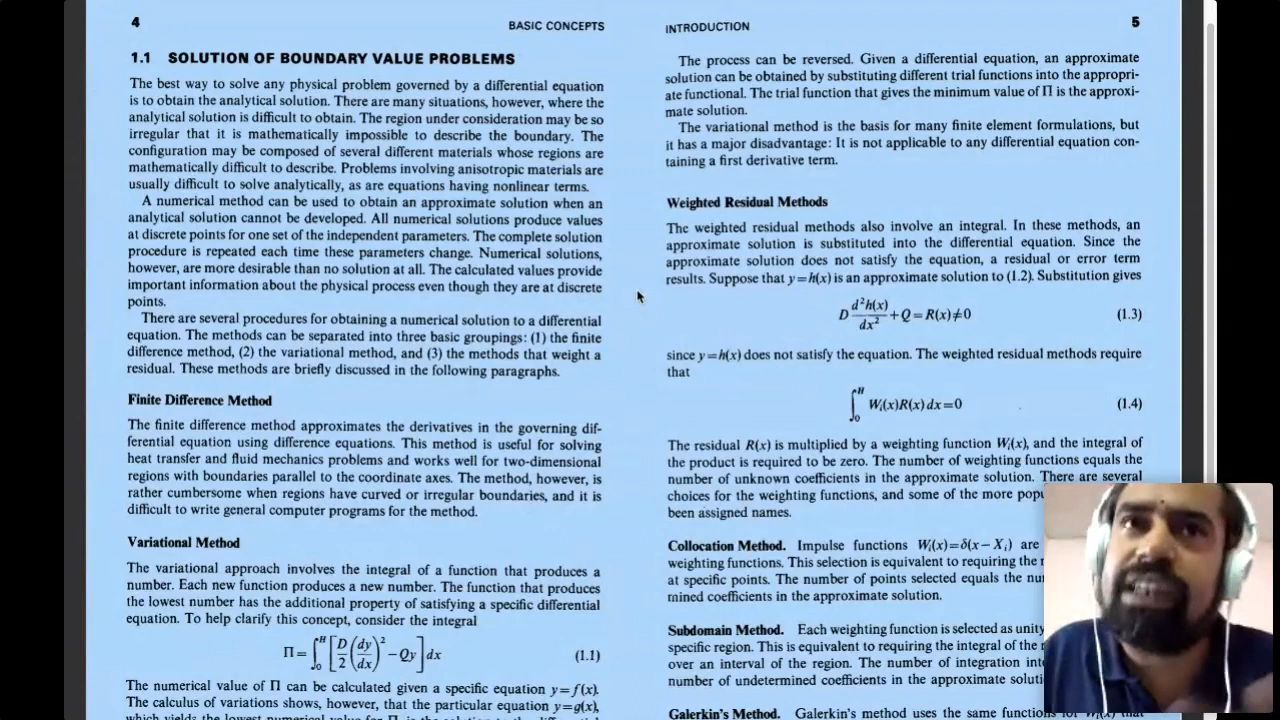 4
BASIC CONCEPTS
1.1 SOLUTION OF BOUNDARY VALUE PROBLEMS
The best way to solve any physical problem governed by a differential equation
is to obtain the analytical solution. There are many situations, however, where the
analytical solution is difficult to obtain. The region under consideration may be so
irregular that it is mathematically impossible to describe the boundary. The
configuration may be composed of several different materials whose regions are
mathematically difficult to describe. Problems involving anisotropic materials are
usually difficult to solve analytically, as are equations having nonlinear terms.
A numerical method can be used to obtain an approximate solution when an
analytical solution cannot be developed. All numerical solutions produce values
at discrete points for one set of the independent parameters. The complete solution
procedure is repeated each time these parameters change. Numerical solutions,
however, are more desirable than no solution at all. The calculated values provide
important information about the physical process even though they are at discrete
points.
There are several procedures for obtaining a numerical solution to a differential
equation. The methods can be separated into three basic groupings: (1) the finite
difference method, (2) the variational method, and (3) the methods that weight a
residual. These methods are briefly discussed in the following paragraphs.
Finite Difference Method
The finite difference method approximates the derivatives in the governing dif-
ferential equation using difference equations. This method is useful for solving
heat transfer and fluid mechanics problems and works well for two-dimensional
regions with boundaries parallel to the coordinate axes. The method, however, is
rather cumbersome when regions have curved or irregular boundaries, and it is
difficult to write general computer programs for the method.
Variational Method
The variational approach involves the integral of a function that produces a
number. Each new function produces a new number. The function that produces
the lowest number has the additional property of satisfying a specific differential
equation. To help clarify this concept, consider the integral
Π=∫₀ᴴ [D/2 (dy/dx)² −Qy] dx (1.1)
The numerical value of Π can be calculated given a specific equation y=f(x).
The calculus of variations shows, however, that the particular equation y=g(x),
which yields the lowest numerical value for Π, is the solution to the differential
INTRODUCTION
5
The process can be reversed. Given a differential equation, an approximate
solution can be obtained by substituting different trial functions into the appropri-
ate functional. The trial function that gives the minimum value of Π is the approxi-
mate solution.
The variational method is the basis for many finite element formulations, but
it has a major disadvantage: It is not applicable to any differential equation con-
taining a first derivative term.
Weighted Residual Methods
The weighted residual methods also involve an integral. In these methods, an
approximate solution is substituted into the differential equation. Since the
approximate solution does not satisfy the equation, a residual or error term
results. Suppose that y=h(x) is an approximate solution to (1.2). Substitution gives
D d²h(x)/dx² +Q=R(x)≠0 (1.3)
since y=h(x) does not satisfy the equation. The weighted residual methods require
that
∫₀ᴴ Wᵢ(x)R(x)dx=0 (1.4)
The residual R(x) is multiplied by a weighting function Wᵢ(x), and the integral of
the product is required to be zero. The number of weighting functions equals the
number of unknown coefficients in the approximate solution. There are several
choices for the weighting functions, and some of the more
been assigned names.
Collocation Method. Impulse functions Wᵢ(x)=δ(x−Xᵢ) are
weighting functions. This selection is equivalent to requiring the
at specific points. The number of points selected equals the
mined coefficients in the approximate solution.
Subdomain Method. Each weighting function is selected as unity
specific region. This is equivalent to requiring the integral of the
over an interval of the region. The number of integration
number of undetermined coefficients in the approximate
Galerkin's Method. Galerkin's method uses the same functions for Wᵢ(x)